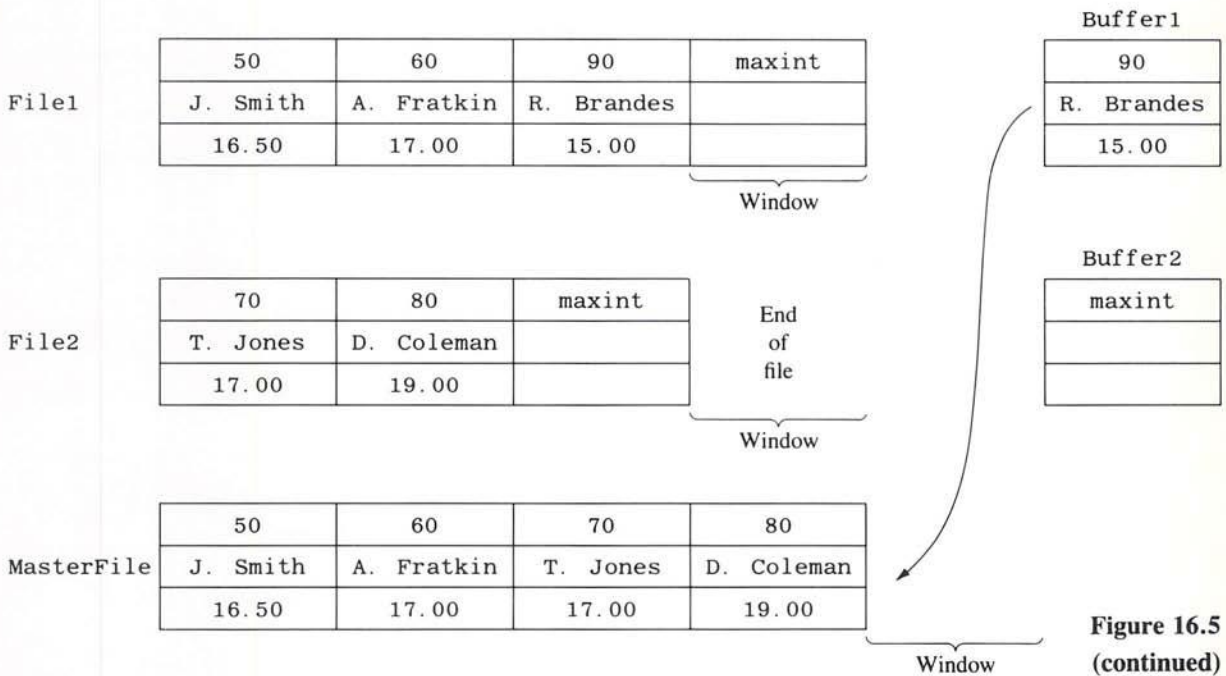 Buffer1
50 60 90 maxint 90
File1 J. Smith A. Fratkin R. Brandes R. Brandes
16.50 17.00 15.00 15.00
Window
Buffer2
70 80 maxint maxint
File2 T. Jones D. Coleman
17.00 19.00
End
of
file
Window
50 60 70 80
MasterFile J. Smith A. Fratkin T. Jones D. Coleman
16.50 17.00 17.00 19.00
Window
Figure 16.5
(continued)